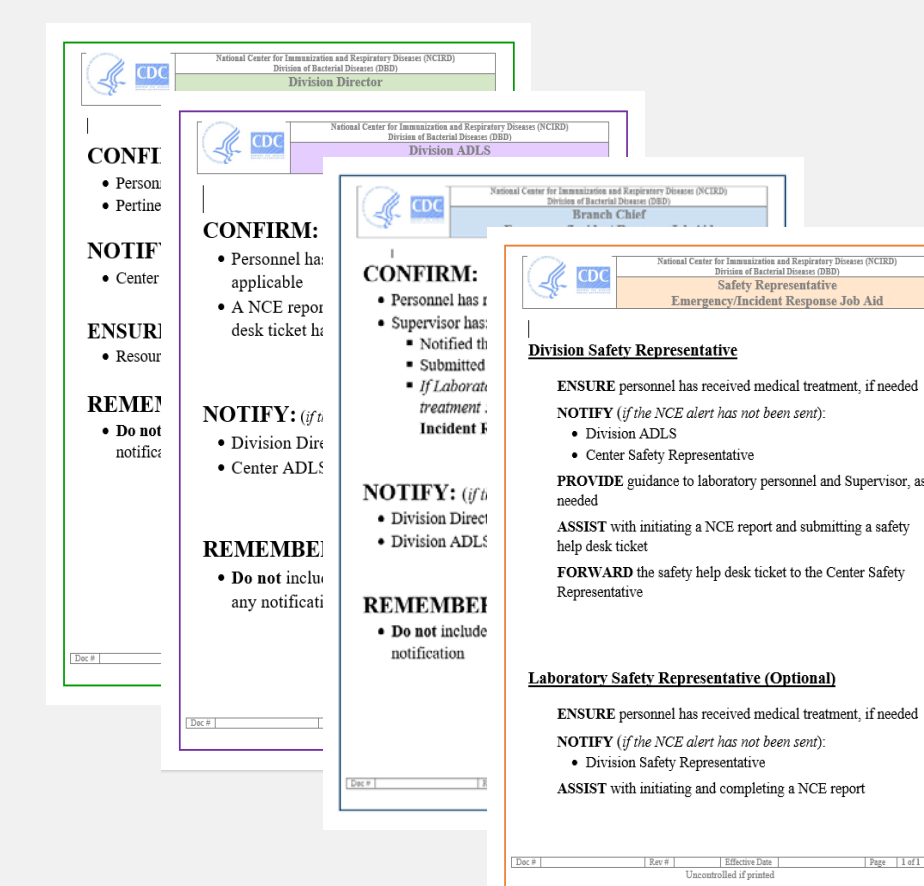 CDC
National Center for Immunization and Respiratory Diseases (NCIRD)
Division of Bacterial Diseases (DBD)
Division Director
CONFI
• Person
• Pertine
NOTIF
• Center
ENSURI
• Resour
REMEM
• Do not
notifica
Doc #
CDC
National Center for Immunization and Respiratory Diseases (NCIRD)
Division of Bacterial Diseases (DBD)
Division ADLS
CONFIRM:
• Personnel has
applicable
• A NCE repor
desk ticket ha
NOTIFY: (if th
• Division Dire
• Center ADLS
REMEMBE
• Do not inclu
any notificati
Doc #
CDC
National Center for Immunization and Respiratory Diseases (NCIRD)
Division of Bacterial Diseases (DBD)
Branch Chief
CONFIRM:
• Personnel has r
• Supervisor has:
▪ Notified th
▪ Submitted
▪ If Laborato
treatment
Incident R
NOTIFY: (if th
• Division Direct
• Division ADLS
REMEMBER
• Do not include
notification
Doc #
CDC
National Center for Immunization and Respiratory Diseases (NCIRD)
Division of Bacterial Diseases (DBD)
Safety Representative
Emergency/Incident Response Job Aid
Division Safety Representative
ENSURE personnel has received medical treatment, if needed
NOTIFY (if the NCE alert has not been sent):
• Division ADLS
• Center Safety Representative
PROVIDE guidance to laboratory personnel and Supervisor, as
needed
ASSIST with initiating a NCE report and submitting a safety
help desk ticket
FORWARD the safety help desk ticket to the Center Safety
Representative
Laboratory Safety Representative (Optional)
ENSURE personnel has received medical treatment, if needed
NOTIFY (if the NCE alert has not been sent):
• Division Safety Representative
ASSIST with initiating and completing a NCE report
Doc # Rev # Effective Date Page 1 of 1
Uncontrolled if printed